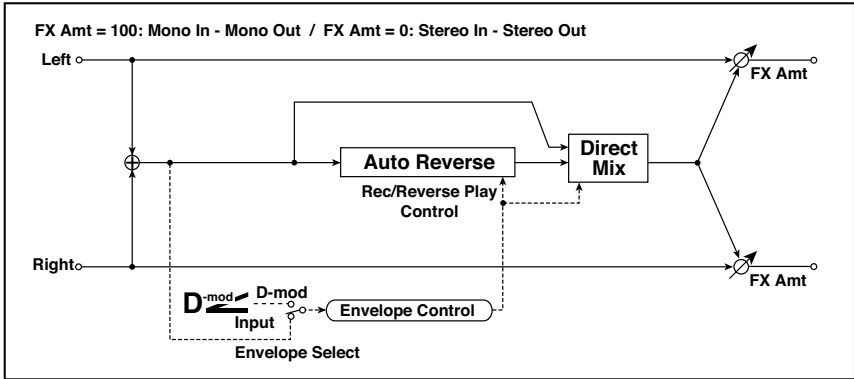 FX Amt = 100: Mono In - Mono Out / FX Amt = 0: Stereo In - Stereo Out
Left
FX Amt
+
Auto Reverse
Direct
Mix
Rec/Reverse Play
Control
Right
FX Amt
D-mod
D-mod
Input
Envelope Control
Envelope Select